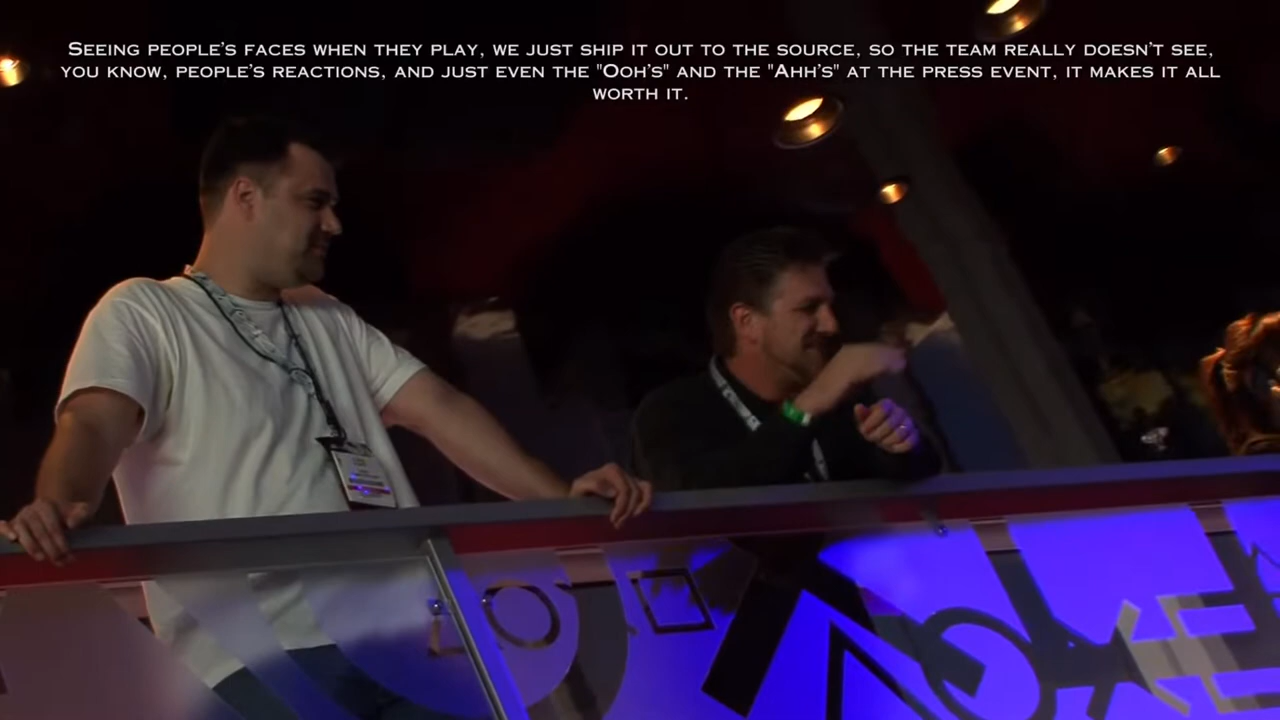 Seeing people's faces when they play, we just ship it out to the source, so the team really doesn't see,
you know, people's reactions, and just even the "Ooh's" and the "Ahh's" at the press event, it makes it all
worth it.